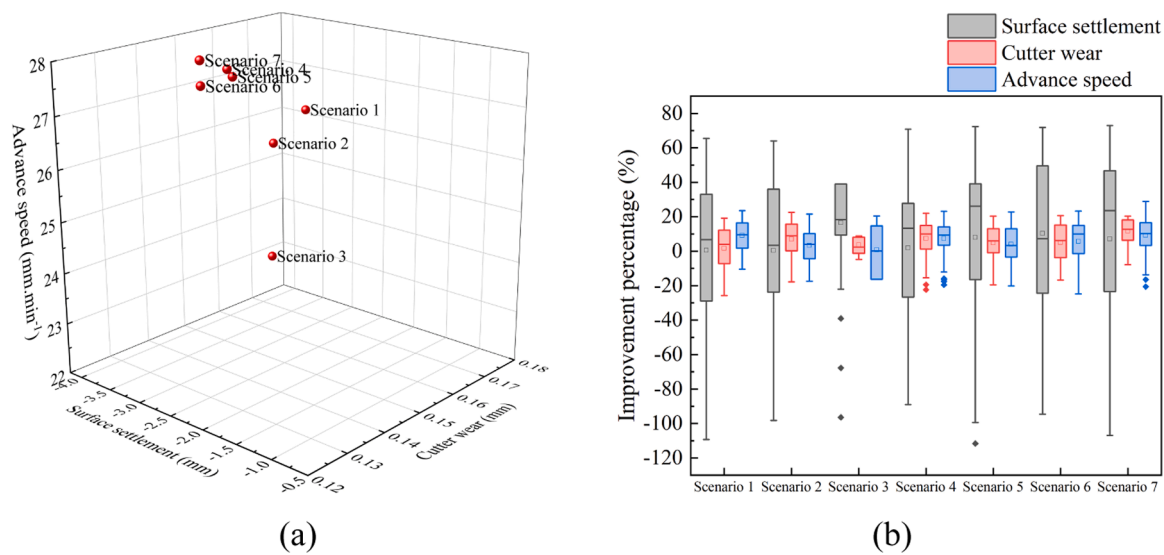 28
27
26
25
24
23
22
Advance speed (mm.min⁻¹)
Scenario 7
Scenario 4
Scenario 5
Scenario 6
Scenario 1
Scenario 2
Scenario 3
-4.0
-3.5
-3.0
-2.5
-2.0
-1.5
-1.0
-0.5
Surface settlement (mm)
0.12
0.13
0.14
0.15
0.16
0.17
0.18
Cutter wear (mm)
(a)
Surface settlement
Cutter wear
Advance speed
Improvement percentage (%)
80
60
40
20
0
-20
-40
-60
-80
-100
-120
Scenario 1 Scenario 2 Scenario 3 Scenario 4 Scenario 5 Scenario 6 Scenario 7
(b)